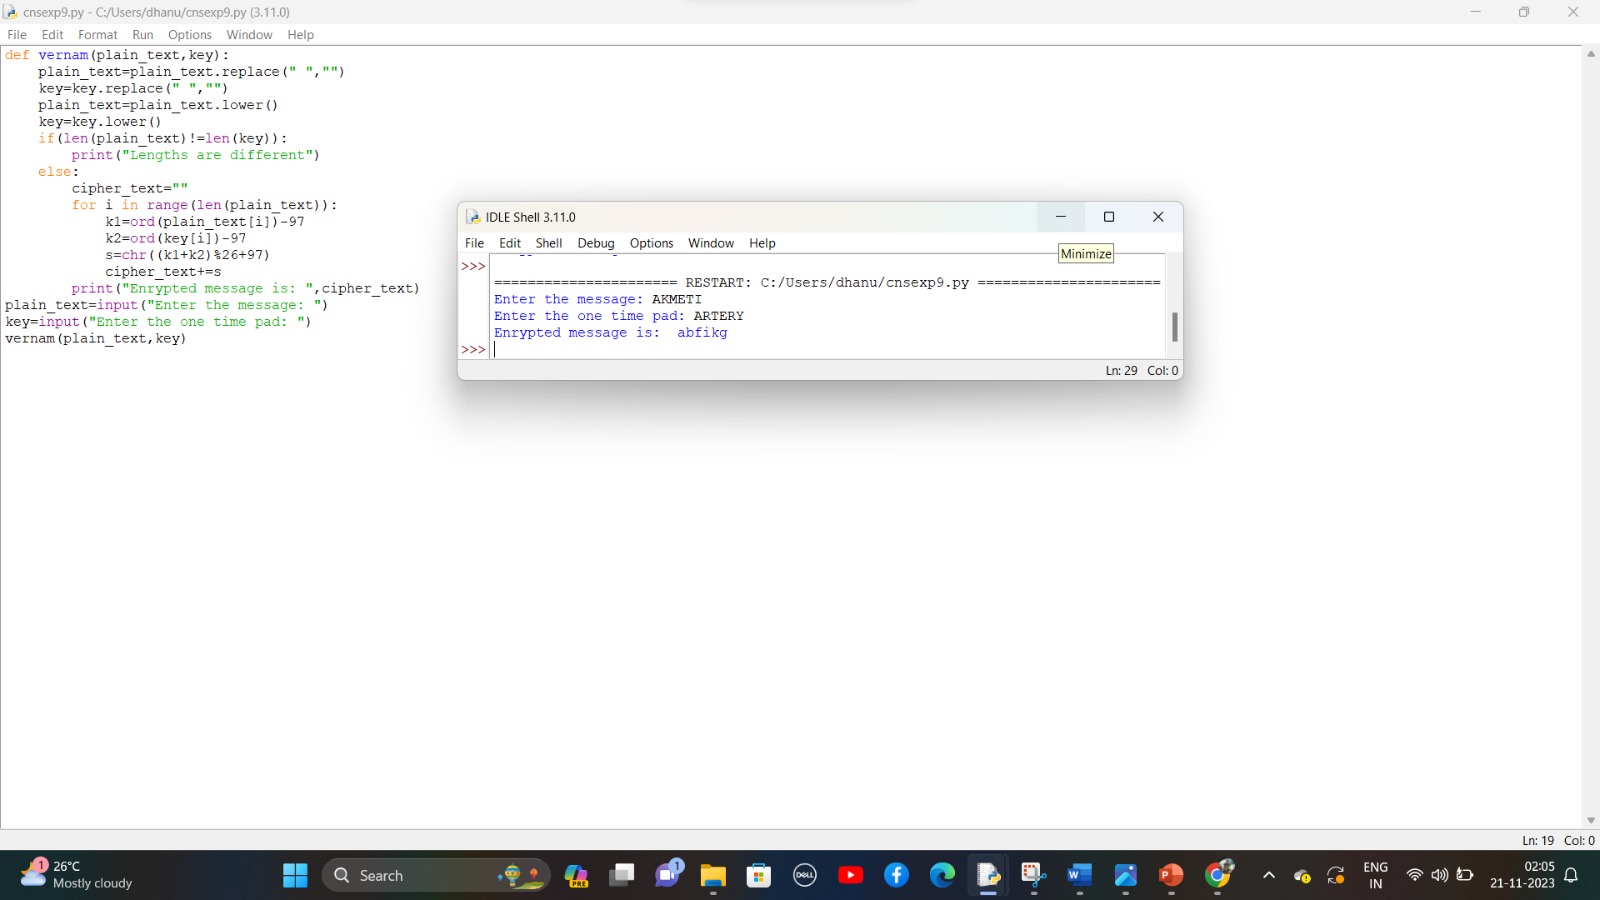 cnsexp9.py - C:/Users/dhanu/cnsexp9.py (3.11.0)
File Edit Format Run Options Window Help
def vernam(plain_text,key):
    plain_text=plain_text.replace(" ","")
    key=key.replace(" ","")
    plain_text=plain_text.lower()
    key=key.lower()
    if(len(plain_text)!=len(key)):
        print("Lengths are different")
    else:
        cipher_text=""
        for i in range(len(plain_text)):
            k1=ord(plain_text[i])-97
            k2=ord(key[i])-97
            s=chr((k1+k2)%26+97)
            cipher_text+=s
        print("Enrypted message is: ",cipher_text)
plain_text=input("Enter the message: ")
key=input("Enter the one time pad: ")
vernam(plain_text,key)
IDLE Shell 3.11.0
File Edit Shell Debug Options Window Help
Minimize
>>>
====================== RESTART: C:/Users/dhanu/cnsexp9.py ======================
Enter the message: AKMETI
Enter the one time pad: ARTERY
Enrypted message is:  abfikg
>>>
Ln: 29 Col: 0
Ln: 19 Col: 0
1
26°C
Mostly cloudy
Search
PRE
1
DELL
W
P
ENG
IN
02:05
21-11-2023